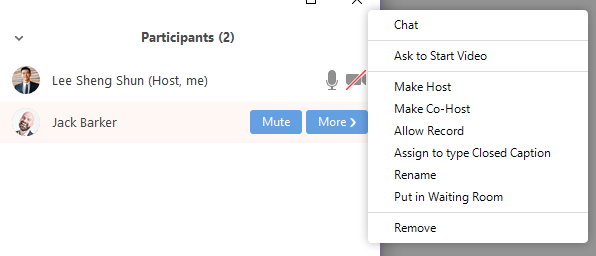 Participants (2)
Lee Sheng Shun (Host, me)
Jack Barker
Mute
More
Chat
Ask to Start Video
Make Host
Make Co-Host
Allow Record
Assign to type Closed Caption
Rename
Put in Waiting Room
Remove